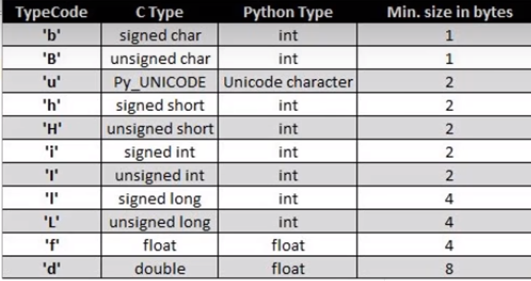 TypeCode C Type Python Type Min. size in bytes
'b' signed char int 1
'B' unsigned char int 1
'u' Py_UNICODE Unicode character 2
'h' signed short int 2
'H' unsigned short int 2
'i' signed int int 2
'I' unsigned int int 2
'l' signed long int 4
'L' unsigned long int 4
'f' float float 4
'd' double float 8